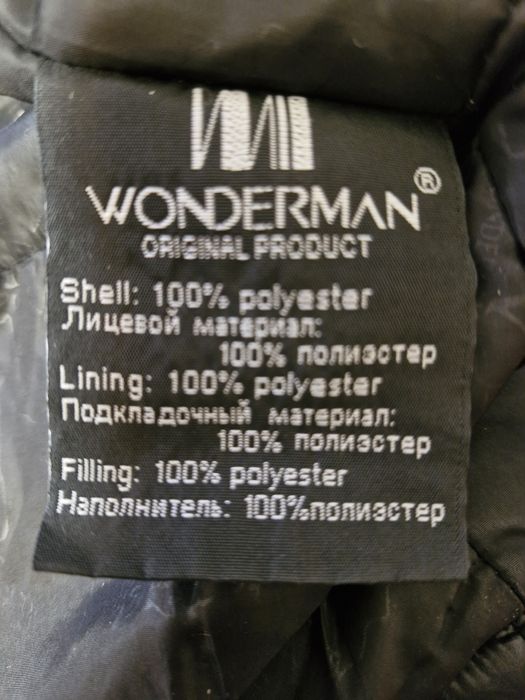 WONDERMAN®
ORIGINAL PRODUCT
Shell: 100% polyester
Лицевой материал:
100% полиэстер
Lining: 100% polyester
Подкладочный материал:
100% полиэстер
Filling: 100% polyester
Наполнитель: 100%полиэстер